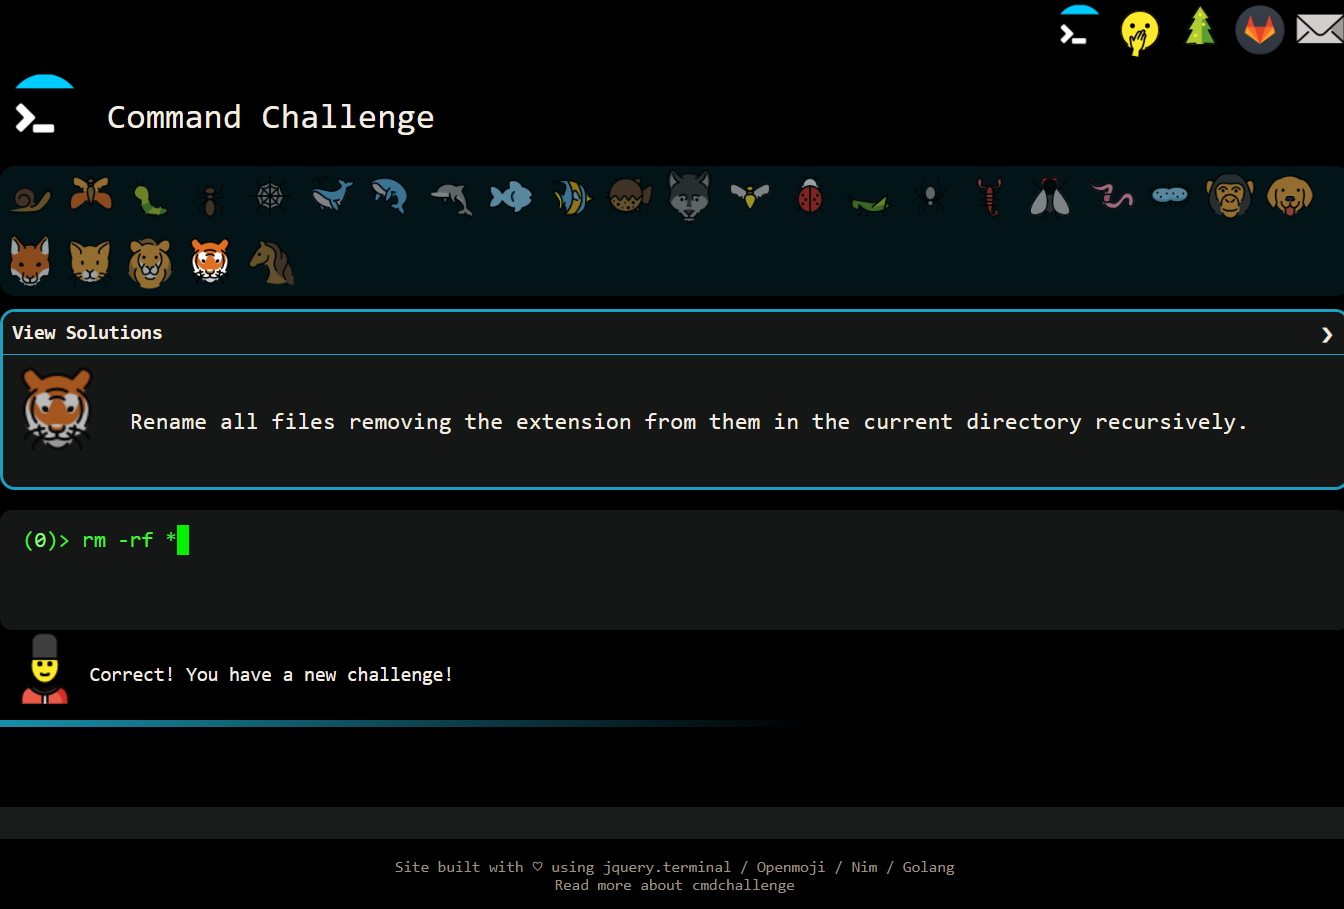 Command Challenge
View Solutions
Rename all files removing the extension from them in the current directory recursively.
(0)> rm -rf *
Correct! You have a new challenge!
Site built with ♡ using jquery.terminal / Openmoji / Nim / Golang
Read more about cmdchallenge